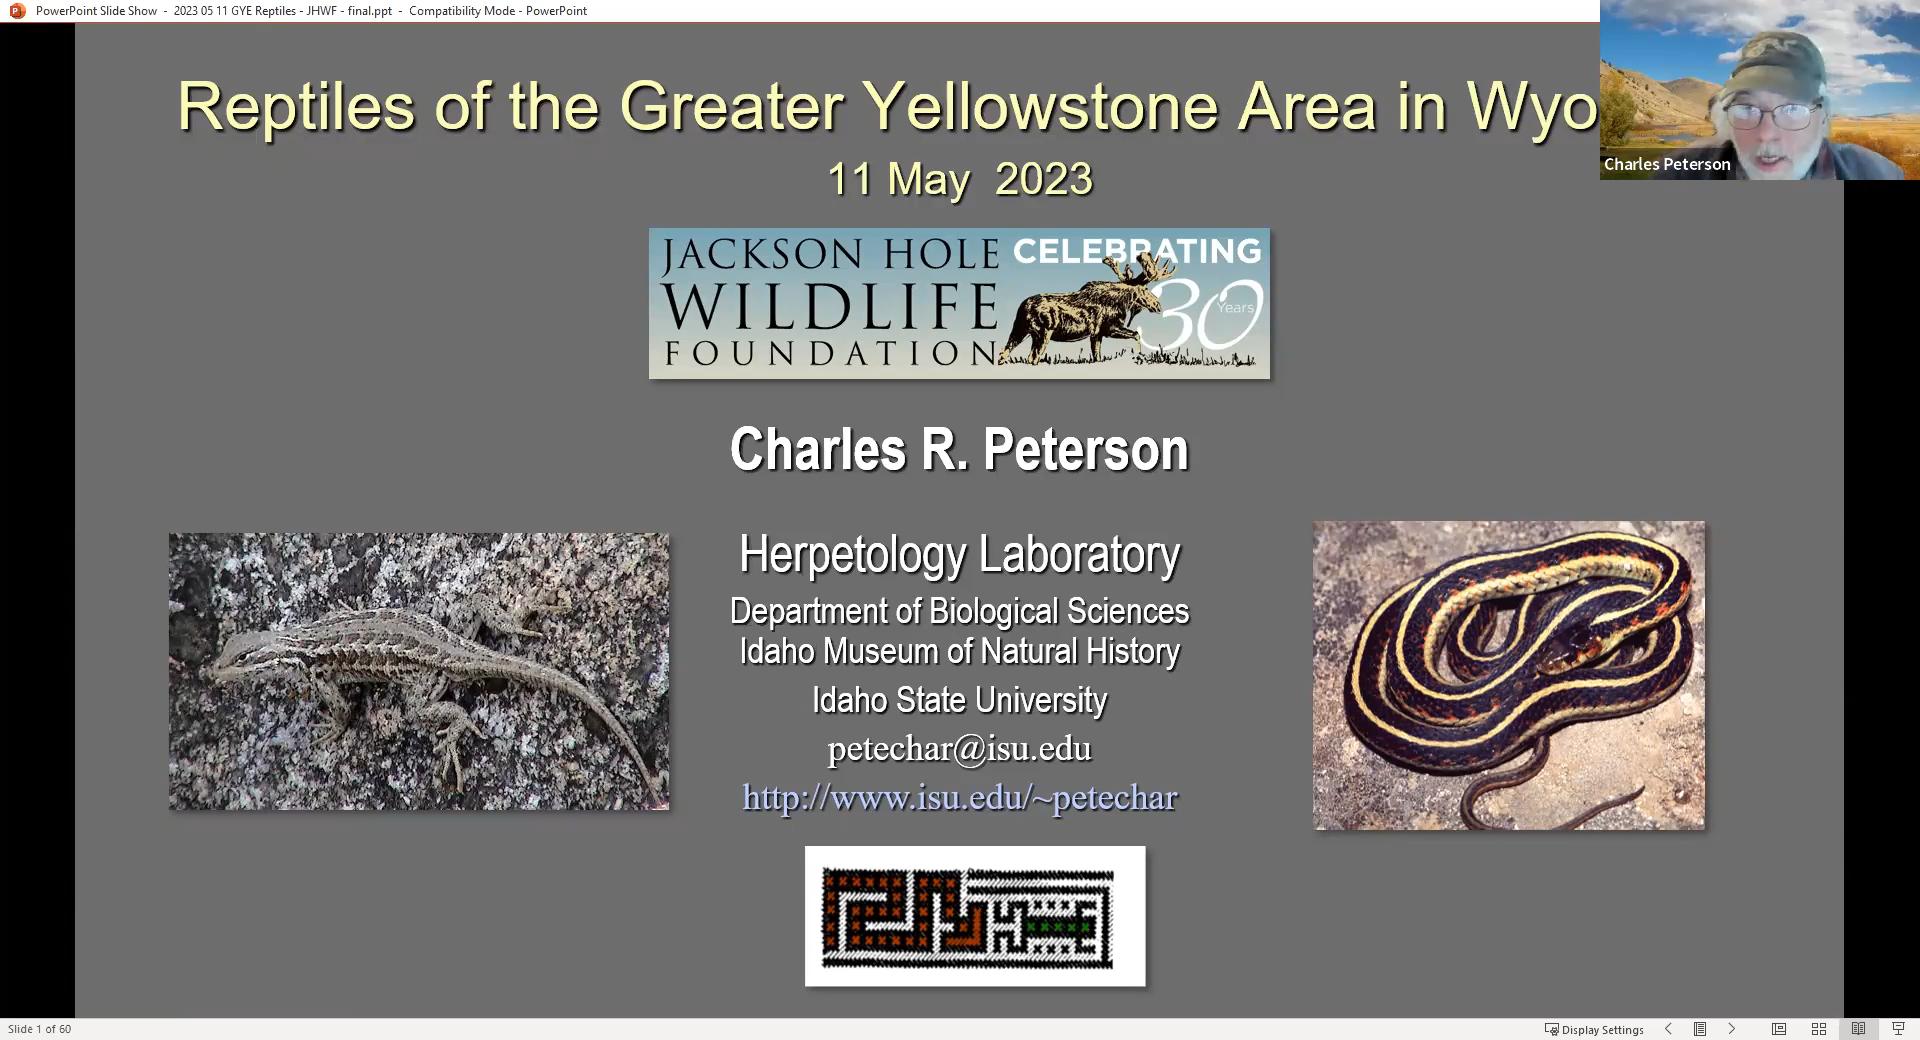 PowerPoint Slide Show - 2023 05 11 GYE Reptiles - JHWF - final.ppt - Compatibility Mode - PowerPoint
Reptiles of the Greater Yellowstone Area in Wyo
11 May 2023
Charles Peterson
JACKSON HOLE
WILDLIFE
FOUNDATION
CELEBRATING
30 Years
Charles R. Peterson
Herpetology Laboratory
Department of Biological Sciences
Idaho Museum of Natural History
Idaho State University
petechar@isu.edu
http://www.isu.edu/~petechar
Slide 1 of 60
Display Settings